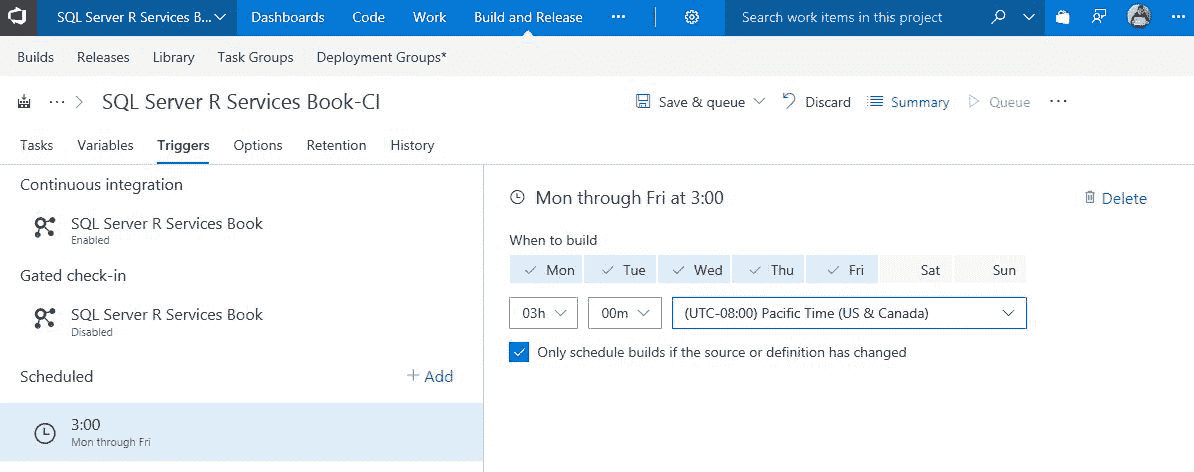 SQL Server R Services B... Dashboards Code Work Build and Release ... Search work items in this project ...
Builds Releases Library Task Groups Deployment Groups*
... SQL Server R Services Book-CI Save & queue Discard Summary Queue ...
Tasks Variables Triggers Options Retention History
Continuous integration
SQL Server R Services Book
Enabled
Gated check-in
SQL Server R Services Book
Disabled
Scheduled + Add
3:00
Mon through Fri
Mon through Fri at 3:00 Delete
When to build
Mon Tue Wed Thu Fri Sat Sun
03h 00m (UTC-08:00) Pacific Time (US & Canada)
Only schedule builds if the source or definition has changed